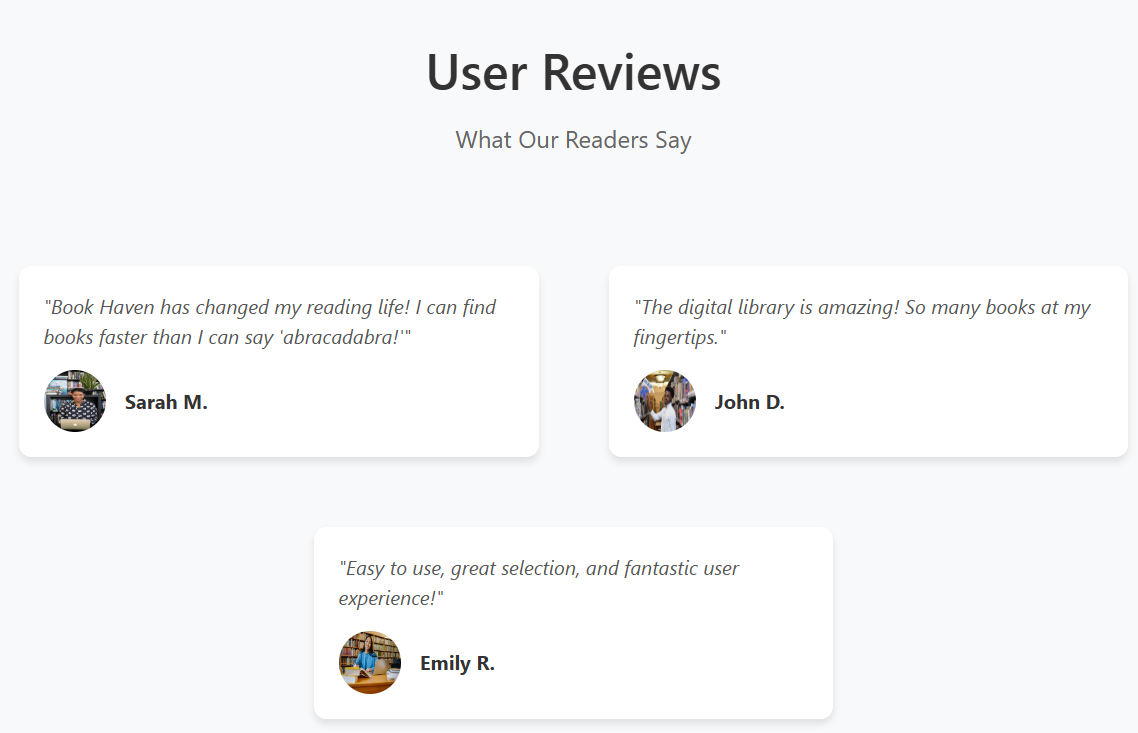 User Reviews
What Our Readers Say
"Book Haven has changed my reading life! I can find
books faster than I can say 'abracadabra!'"
Sarah M.
"The digital library is amazing! So many books at my
fingertips."
John D.
"Easy to use, great selection, and fantastic user
experience!"
Emily R.